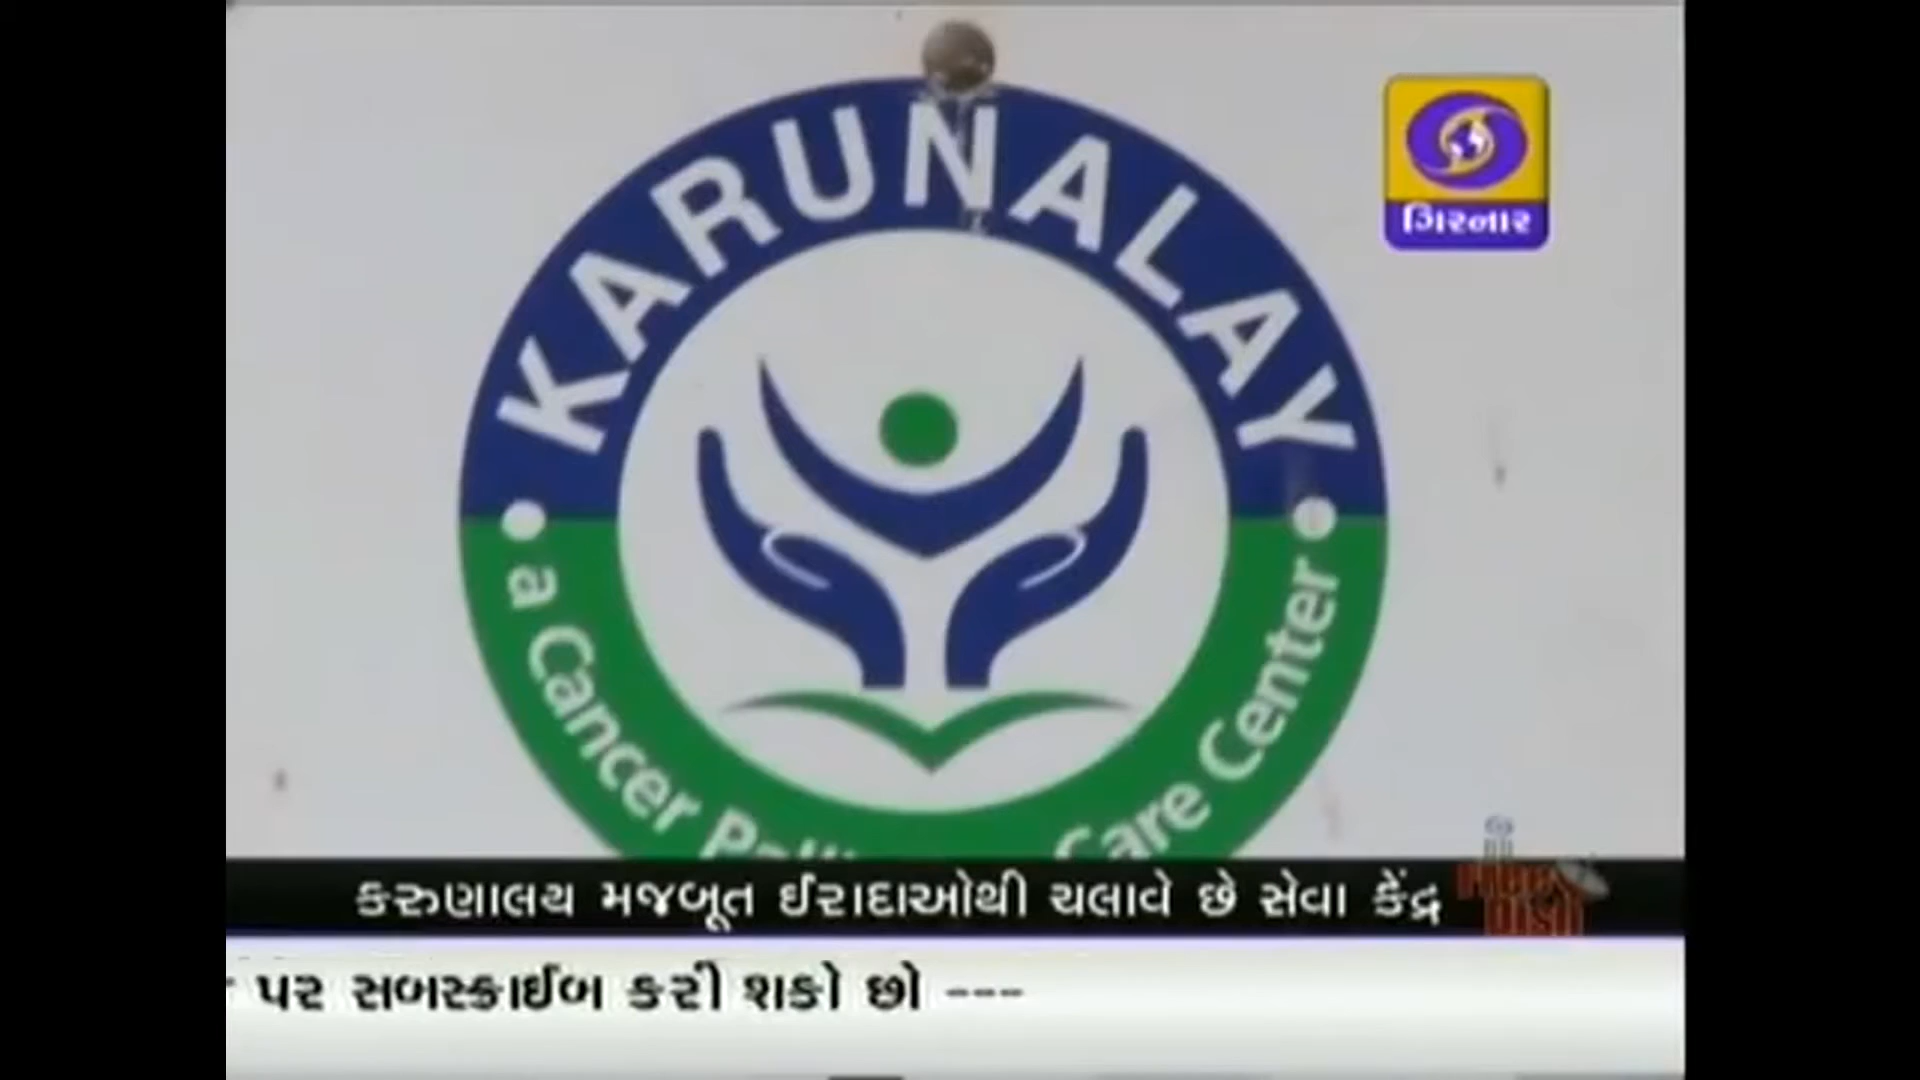 KARUNALAY
ગિરનાર
a Cancer
Care Center
કરુણાલય મજબૂત ઈરાદાઓથી ચલાવે છે સેવા કેંદ્ર
પર સબસ્ક્રાઈબ કરી શકો છો ---